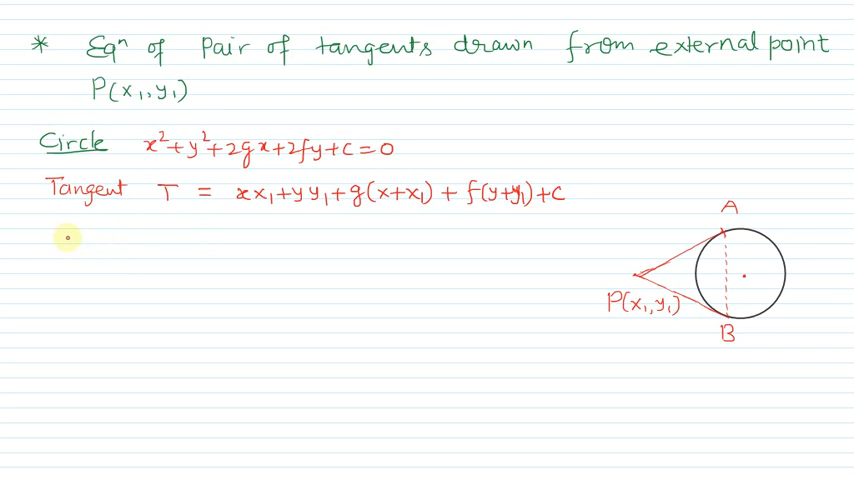 * Eqⁿ of Pair of tangents drawn from external point
P(x₁,y₁)
Circle x²+y²+2gx+2fy+c=0
Tangent T = xx₁+yy₁+g(x+x₁)+f(y+y₁)+c
A
P(x₁,y₁)
B